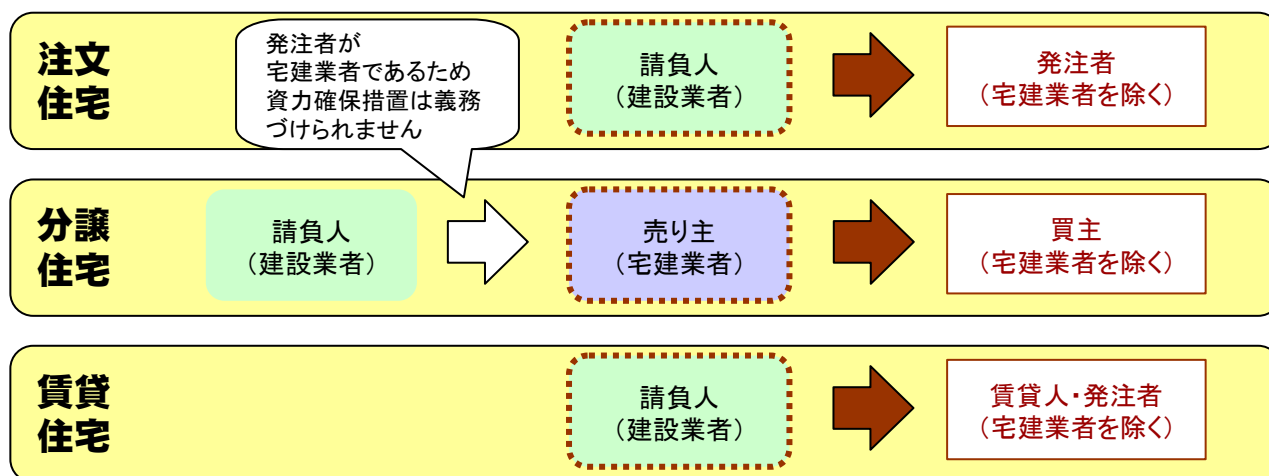 注文
住宅
発注者が
宅建業者であるため
資力確保措置は義務
づけられません
請負人
（建設業者）
発注者
（宅建業者を除く）
分譲
住宅
請負人
（建設業者）
売り主
（宅建業者）
買主
（宅建業者を除く）
賃貸
住宅
請負人
（建設業者）
賃貸人・発注者
（宅建業者を除く）